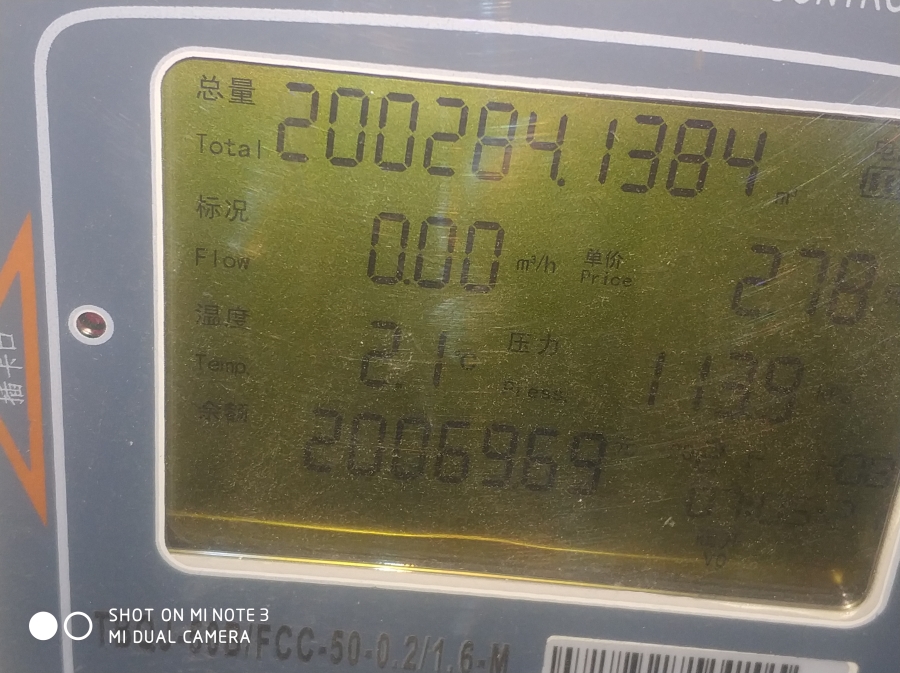 总量
Total 200284.1384 m³
标况
Flow 0.00 m³/h 单价 Price 278
温度
Temp 2.1 ℃ 压力 Press 1139
余额
2006969
插卡口
FCC-50-0.2/1.6-M
SHOT ON MI NOTE 3
MI DUAL CAMERA